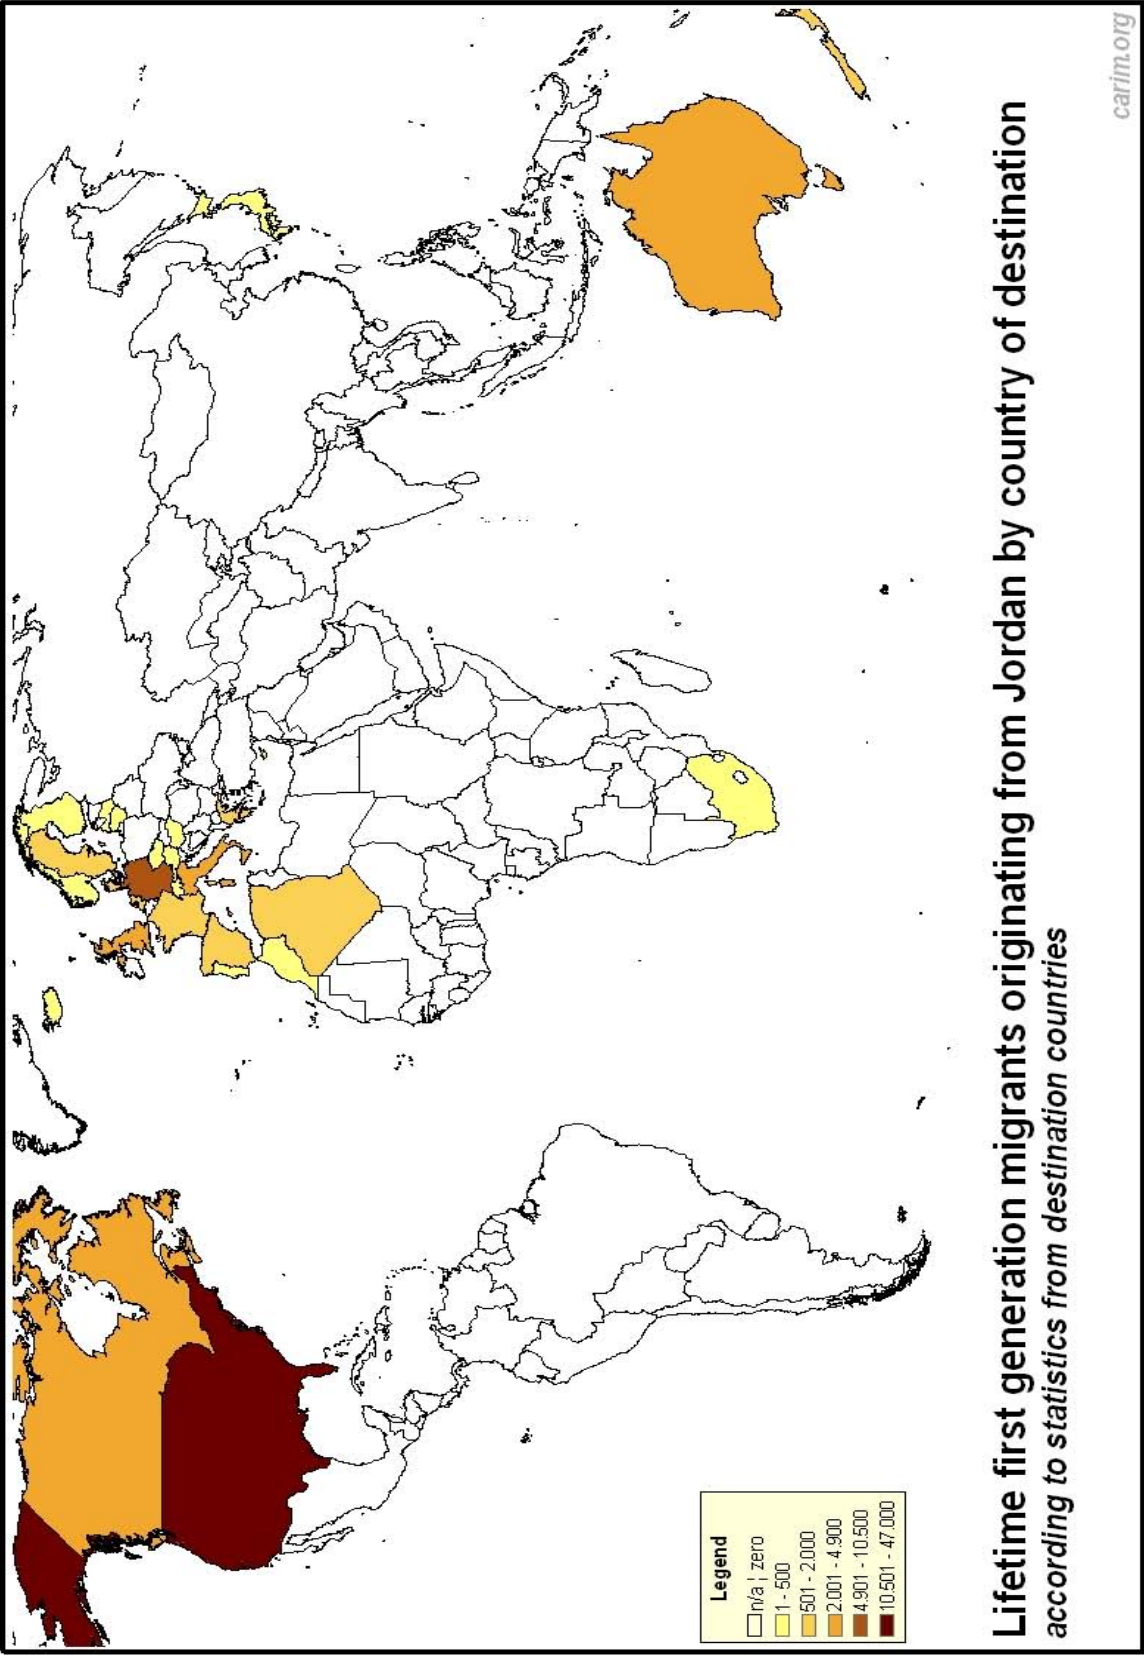 Legend
n/a ¦ zero
1 - 500
501 - 2.000
2.001 - 4.900
4.901 - 10.500
10.501 - 47.000
Lifetime first generation migrants originating from Jordan by country of destination
according to statistics from destination countries
carim.org